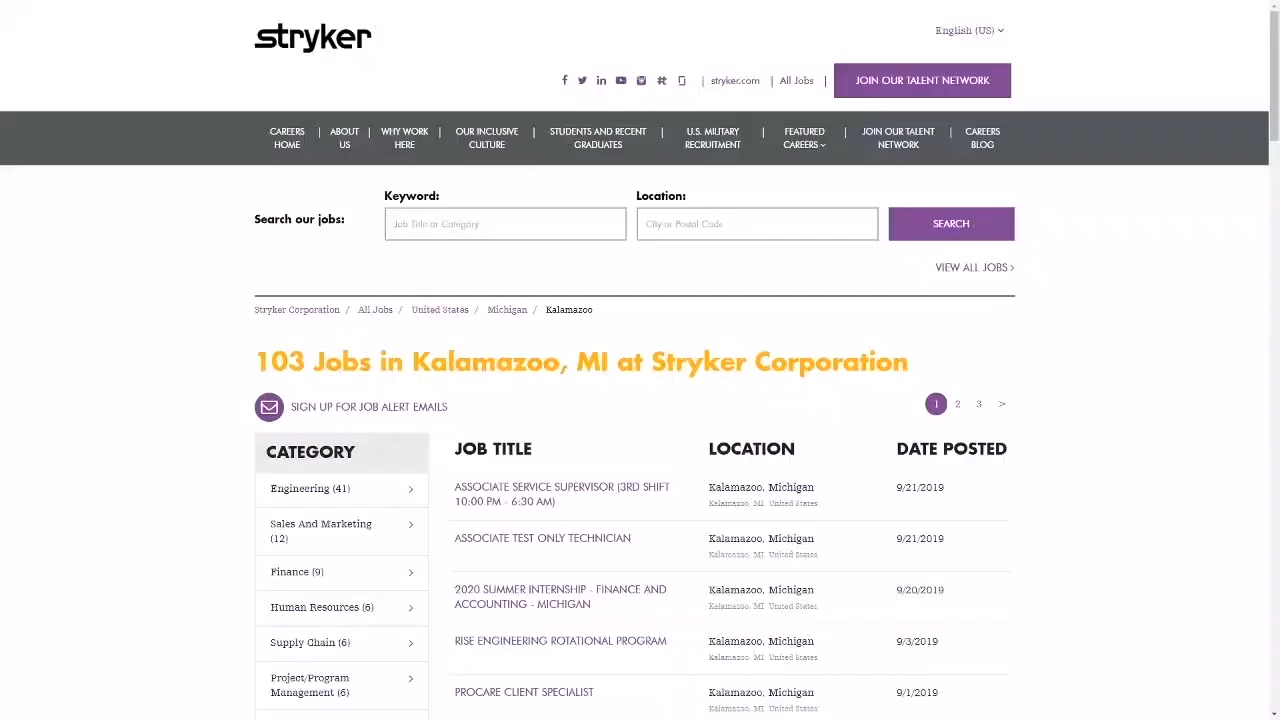 stryker
English (US)
stryker.com | All Jobs | JOIN OUR TALENT NETWORK
CAREERS HOME | ABOUT US | WHY WORK HERE | OUR INCLUSIVE CULTURE | STUDENTS AND RECENT GRADUATES | U.S. MILITARY RECRUITMENT | FEATURED CAREERS | JOIN OUR TALENT NETWORK | CAREERS BLOG
Search our jobs:
Keyword:
Job Title or Category
Location:
City or Postal Code
SEARCH
VIEW ALL JOBS >
Stryker Corporation / All Jobs / United States / Michigan / Kalamazoo
103 Jobs in Kalamazoo, MI at Stryker Corporation
SIGN UP FOR JOB ALERT EMAILS
1 2 3 >
CATEGORY
Engineering (41)
Sales And Marketing
(12)
Finance (9)
Human Resources (6)
Supply Chain (6)
Project/Program
Management (6)
JOB TITLE LOCATION DATE POSTED
ASSOCIATE SERVICE SUPERVISOR (3RD SHIFT
10:00 PM - 6:30 AM)
Kalamazoo, Michigan
Kalamazoo, MI, United States
9/21/2019
ASSOCIATE TEST ONLY TECHNICIAN
Kalamazoo, Michigan
Kalamazoo, MI, United States
9/21/2019
2020 SUMMER INTERNSHIP - FINANCE AND
ACCOUNTING - MICHIGAN
Kalamazoo, Michigan
Kalamazoo, MI, United States
9/20/2019
RISE ENGINEERING ROTATIONAL PROGRAM
Kalamazoo, Michigan
Kalamazoo, MI, United States
9/3/2019
PROCARE CLIENT SPECIALIST
Kalamazoo, Michigan
Kalamazoo, MI, United States
9/1/2019